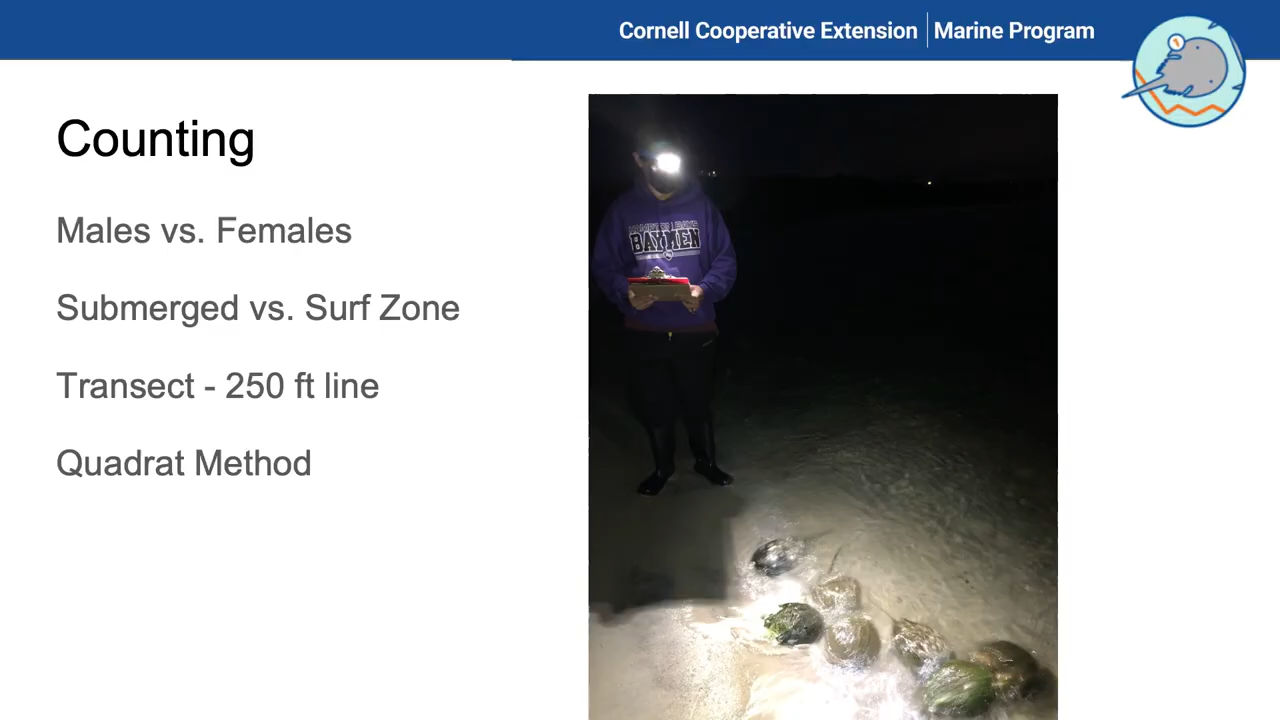 Cornell Cooperative Extension | Marine Program
Counting
Males vs. Females
Submerged vs. Surf Zone
Transect - 250 ft line
Quadrat Method
BAYMEN